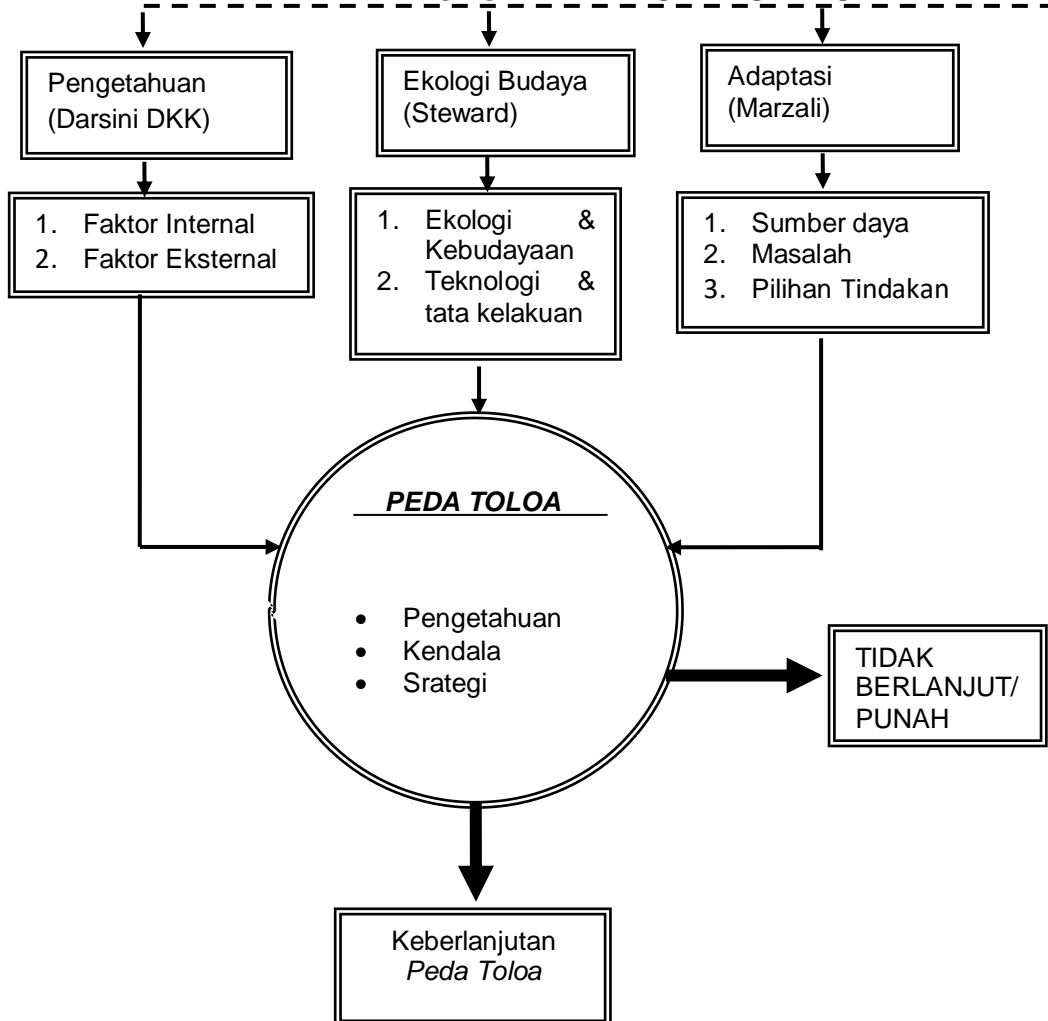 Pengetahuan
(Darsini DKK)
Ekologi Budaya
(Steward)
Adaptasi
(Marzali)
1. Faktor Internal
2. Faktor Eksternal
1. Ekologi &
Kebudayaan
2. Teknologi &
tata kelakuan
1. Sumber daya
2. Masalah
3. Pilihan Tindakan
PEDA TOLOA
• Pengetahuan
• Kendala
• Srategi
TIDAK
BERLANJUT/
PUNAH
Keberlanjutan
Peda Toloa